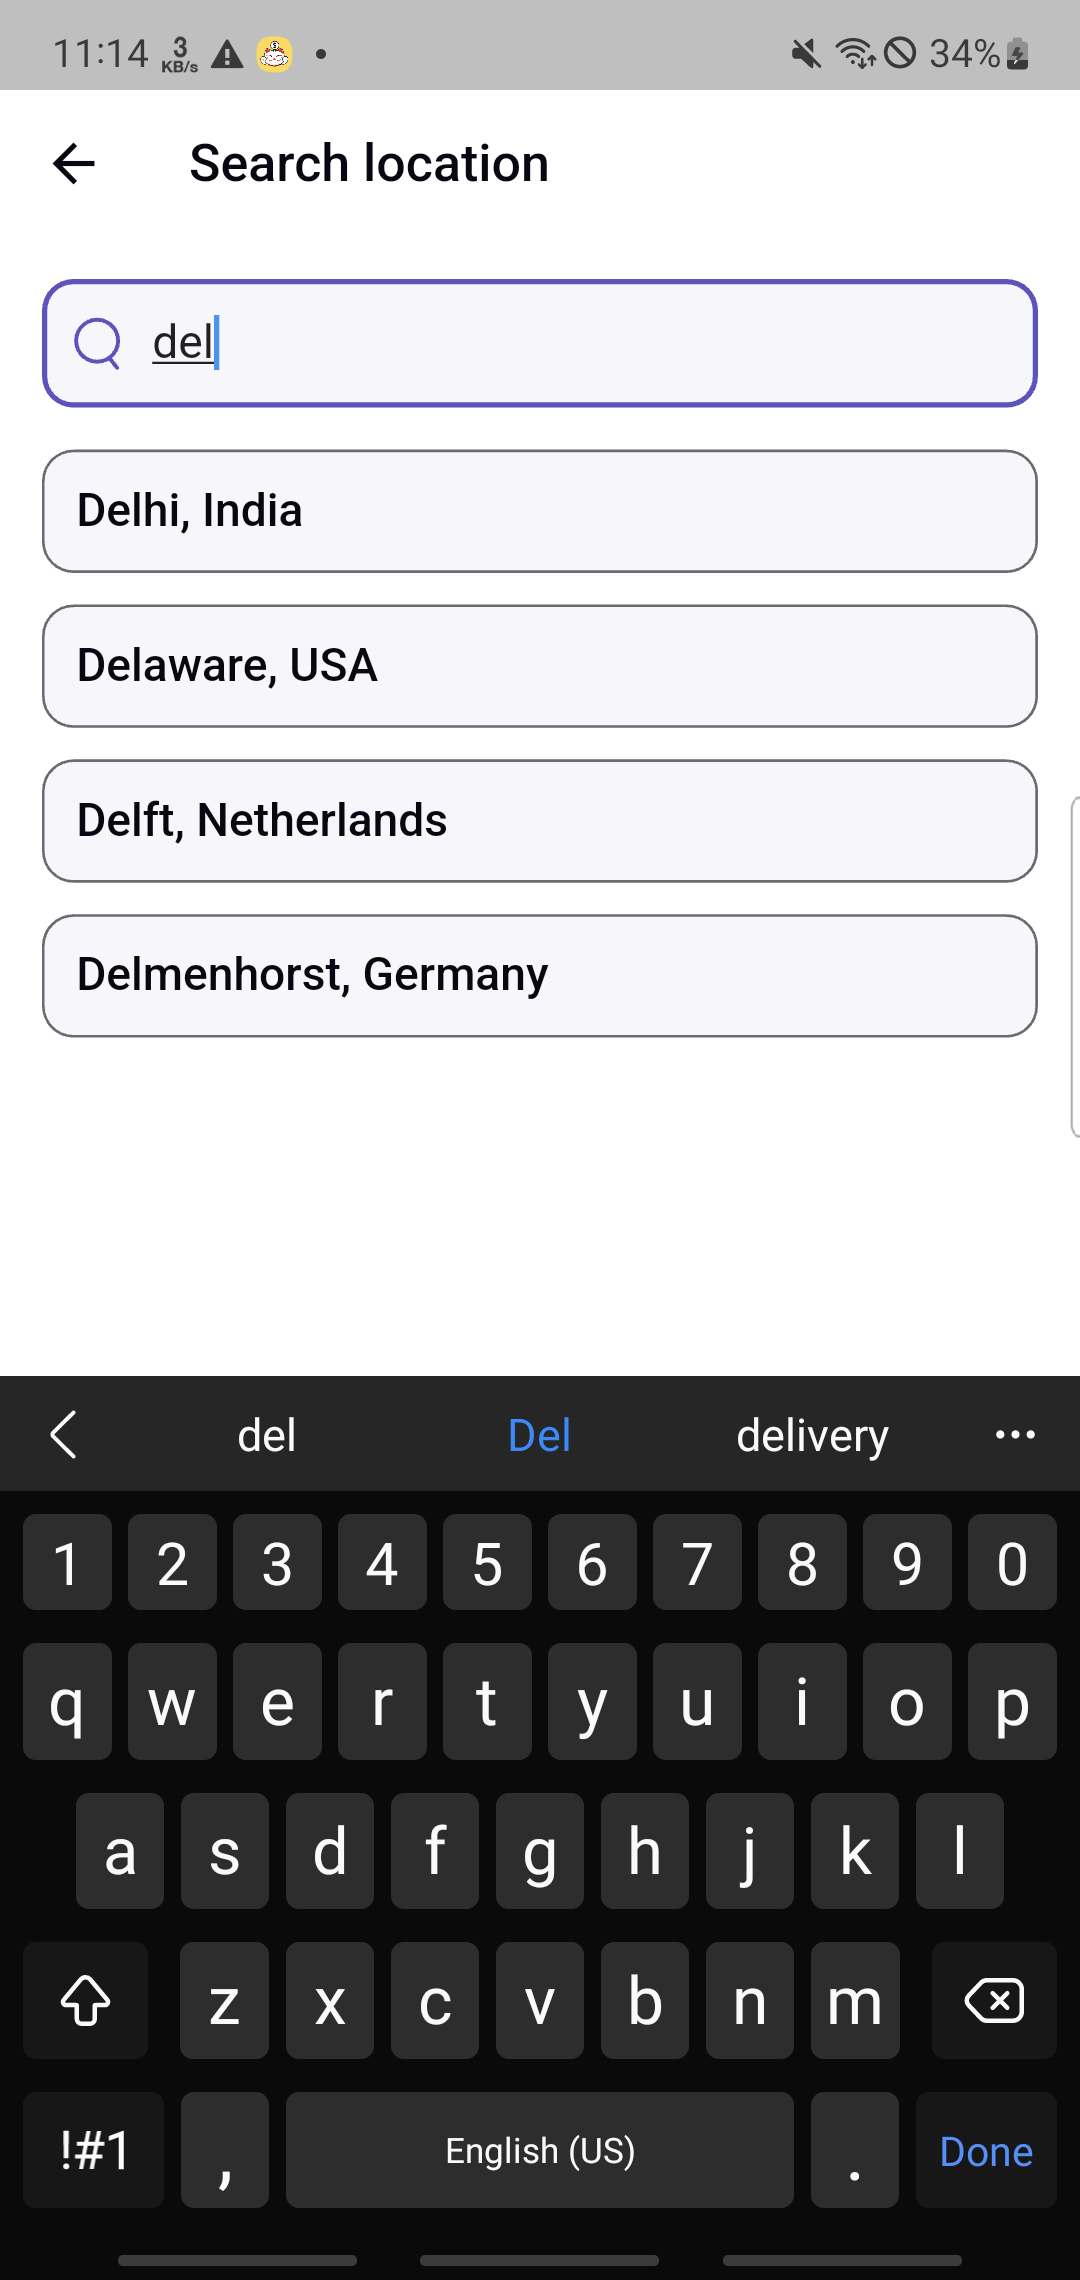 11:14 3 KB/s 34%
Search location
del
Delhi, India
Delaware, USA
Delft, Netherlands
Delmenhorst, Germany
del Del delivery ...
1 2 3 4 5 6 7 8 9 0
q w e r t y u i o p
a s d f g h j k l
z x c v b n m
!#1 , English (US) . Done